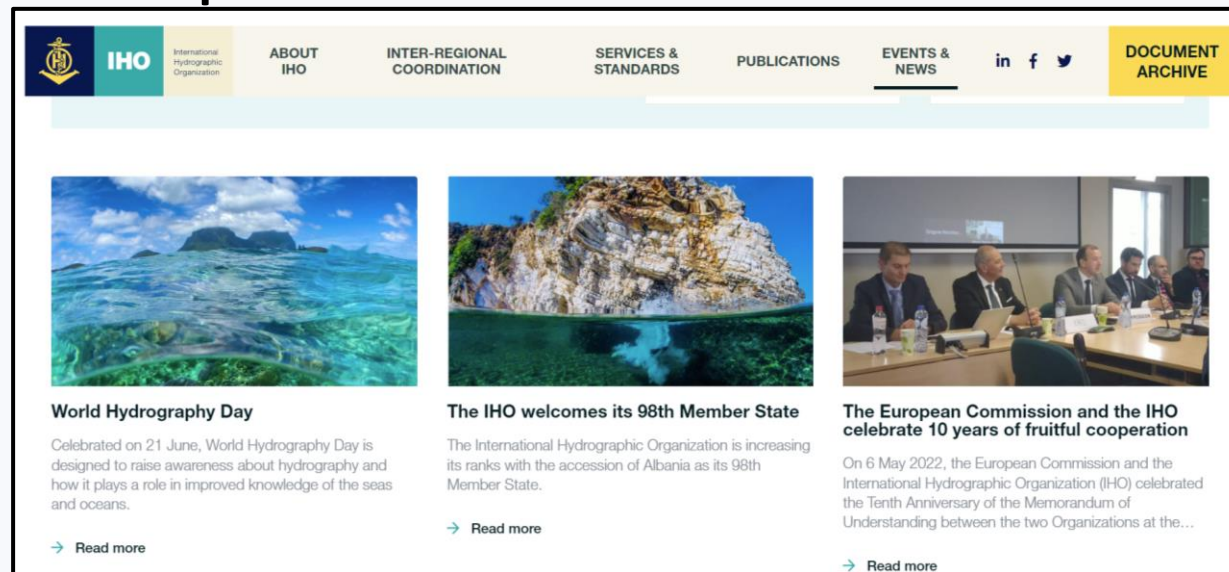 IHO
International
Hydrographic
Organization
ABOUT
IHO
INTER-REGIONAL
COORDINATION
SERVICES &
STANDARDS
PUBLICATIONS
EVENTS &
NEWS
in f
DOCUMENT
ARCHIVE
World Hydrography Day
Celebrated on 21 June, World Hydrography Day is
designed to raise awareness about hydrography and
how it plays a role in improved knowledge of the seas
and oceans.
→ Read more
The IHO welcomes its 98th Member State
The International Hydrographic Organization is increasing
its ranks with the accession of Albania as its 98th
Member State.
→ Read more
The European Commission and the IHO
celebrate 10 years of fruitful cooperation
On 6 May 2022, the European Commission and the
International Hydrographic Organization (IHO) celebrated
the Tenth Anniversary of the Memorandum of
Understanding between the two Organizations at the…
→ Read more